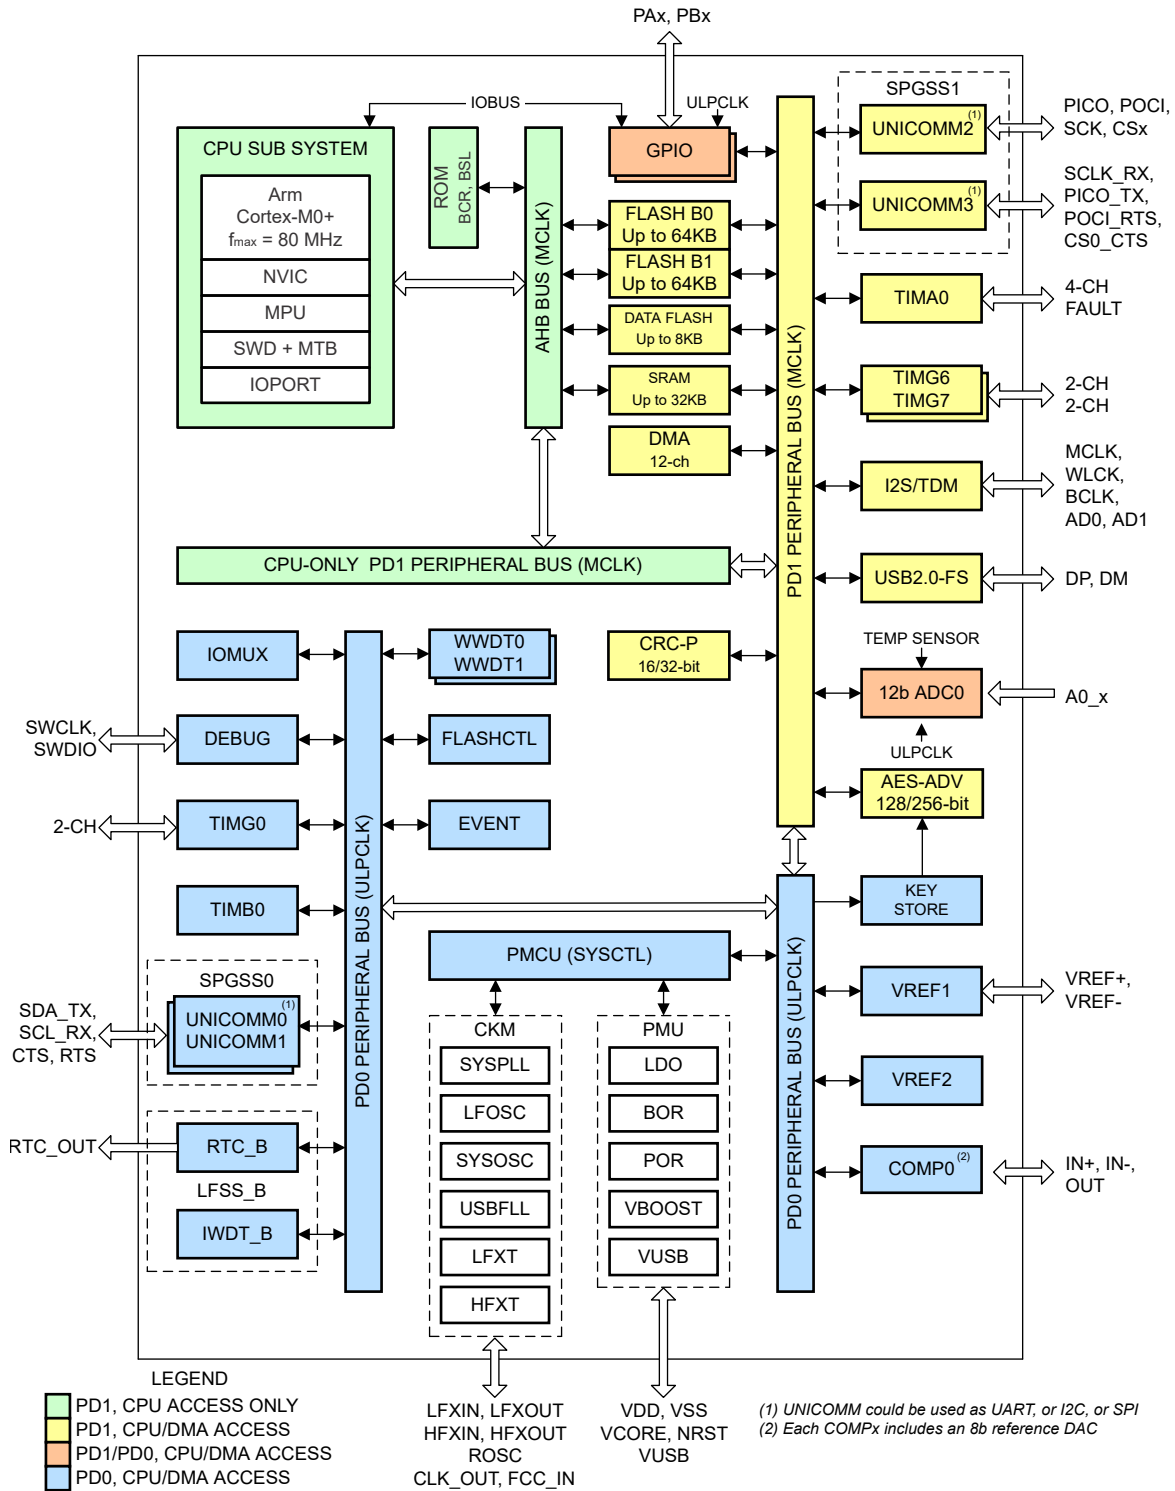 PAx, PBx
IOBUS
ULPCLK
CPU SUB SYSTEM
Arm
Cortex-M0+
fmax = 80 MHz
NVIC
MPU
SWD + MTB
IOPORT
ROM
BCR, BSL
AHB BUS (MCLK)
GPIO
FLASH B0
Up to 64KB
FLASH B1
Up to 64KB
DATA FLASH
Up to 8KB
SRAM
Up to 32KB
DMA
12-ch
PD1 PERIPHERAL BUS (MCLK)
SPGSS1
UNICOMM2 (1)
PICO, POCI,
SCK, CSx
UNICOMM3 (1)
SCLK_RX,
PICO_TX,
POCI_RTS,
CS0_CTS
TIMA0
4-CH
FAULT
TIMG6
TIMG7
2-CH
2-CH
I2S/TDM
MCLK,
WLCK,
BCLK,
AD0, AD1
CPU-ONLY PD1 PERIPHERAL BUS (MCLK)
USB2.0-FS
DP, DM
CRC-P
16/32-bit
TEMP SENSOR
12b ADC0
A0_x
ULPCLK
AES-ADV
128/256-bit
KEY
STORE
IOMUX
WWDT0
WWDT1
SWCLK,
SWDIO
DEBUG
FLASHCTL
2-CH
TIMG0
EVENT
TIMB0
PD0 PERIPHERAL BUS (ULPCLK)
PMCU (SYSCTL)
PD0 PERIPHERAL BUS (ULPCLK)
SPGSS0
UNICOMM0 (1)
UNICOMM1
SDA_TX,
SCL_RX,
CTS, RTS
RTC_OUT
RTC_B
LFSS_B
IWDT_B
CKM
SYSPLL
LFOSC
SYSOSC
USBFLL
LFXT
HFXT
PMU
LDO
BOR
POR
VBOOST
VUSB
VREF1
VREF+,
VREF-
VREF2
COMP0 (2)
IN+, IN-,
OUT
LEGEND
PD1, CPU ACCESS ONLY
PD1, CPU/DMA ACCESS
PD1/PD0, CPU/DMA ACCESS
PD0, CPU/DMA ACCESS
LFXIN, LFXOUT
HFXIN, HFXOUT
ROSC
CLK_OUT, FCC_IN
VDD, VSS
VCORE, NRST
VUSB
(1) UNICOMM could be used as UART, or I2C, or SPI
(2) Each COMPx includes an 8b reference DAC